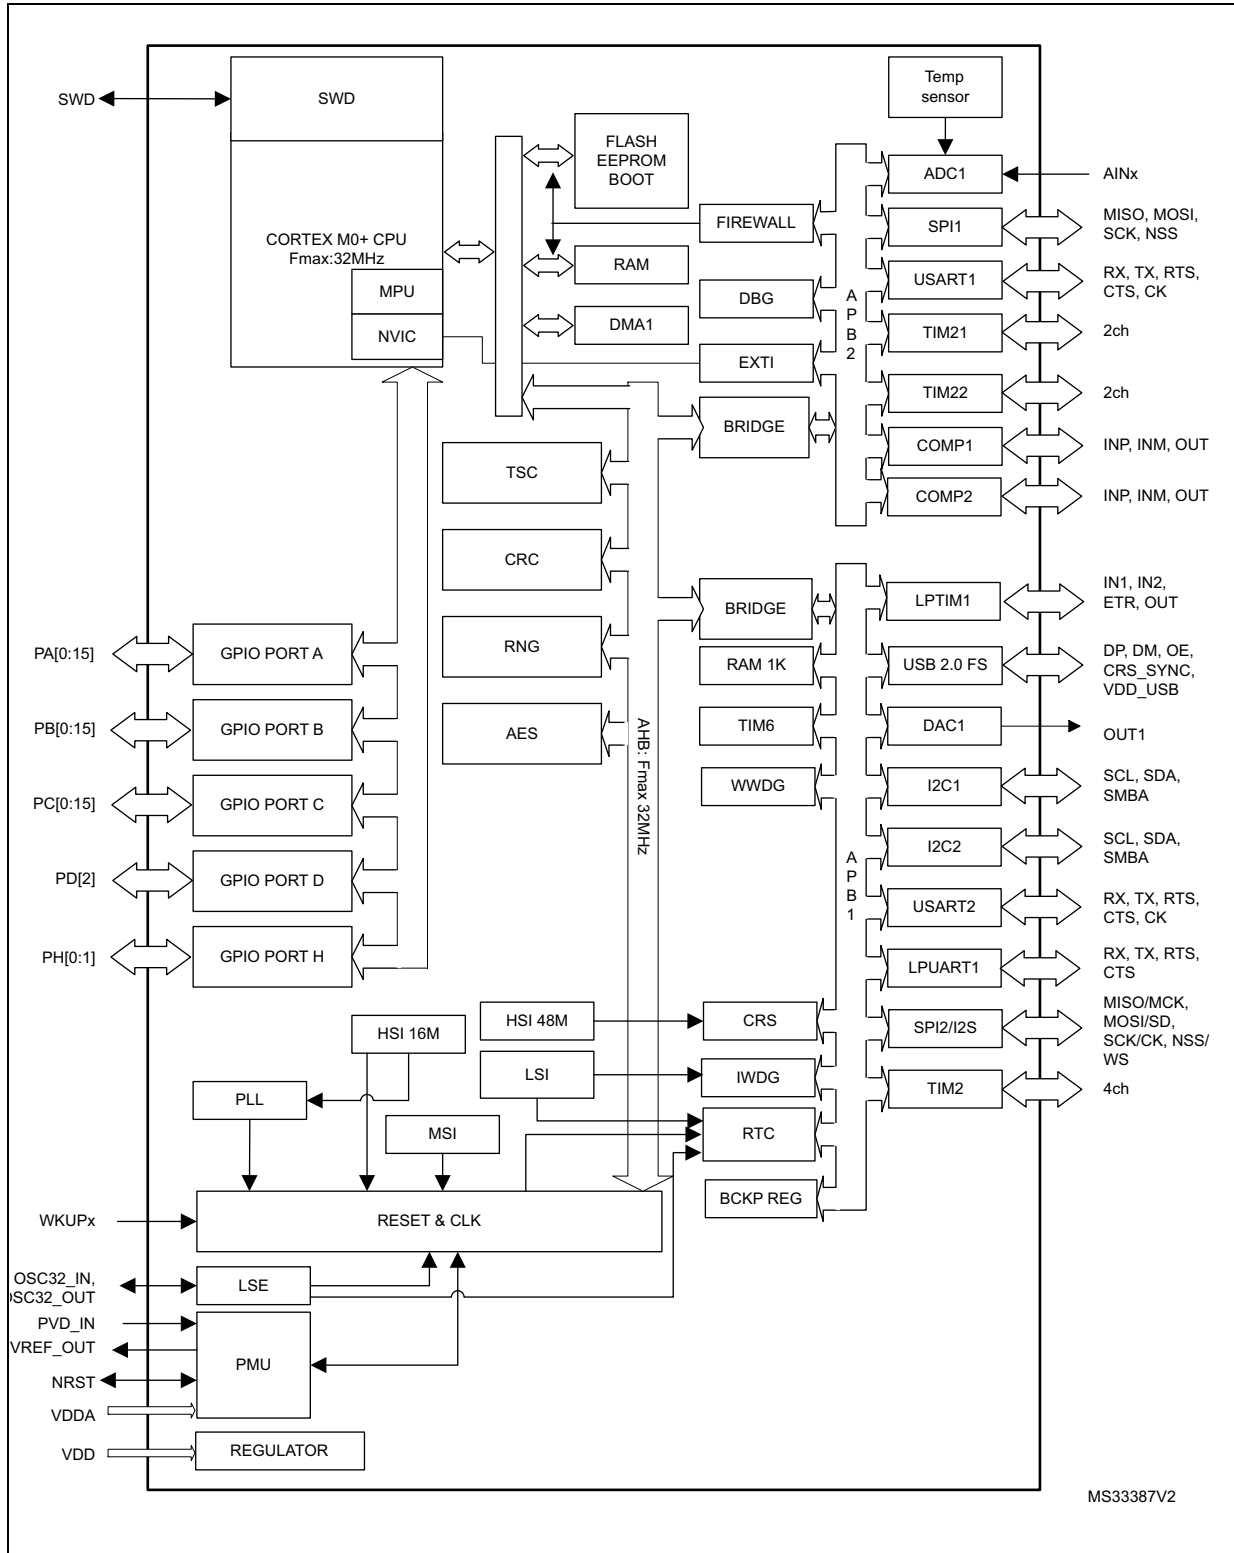 SWD
SWD
CORTEX M0+ CPU
Fmax:32MHz
MPU
NVIC
FLASH
EEPROM
BOOT
RAM
DMA1
FIREWALL
DBG
EXTI
BRIDGE
A
P
B
2
Temp
sensor
ADC1
AINx
SPI1
MISO, MOSI,
SCK, NSS
USART1
RX, TX, RTS,
CTS, CK
TIM21
2ch
TIM22
2ch
COMP1
INP, INM, OUT
COMP2
INP, INM, OUT
TSC
CRC
RNG
AES
AHB: Fmax 32MHz
BRIDGE
RAM 1K
TIM6
WWDG
A
P
B
1
LPTIM1
IN1, IN2,
ETR, OUT
USB 2.0 FS
DP, DM, OE,
CRS_SYNC,
VDD_USB
DAC1
OUT1
I2C1
SCL, SDA,
SMBA
I2C2
SCL, SDA,
SMBA
USART2
RX, TX, RTS,
CTS, CK
LPUART1
RX, TX, RTS,
CTS
SPI2/I2S
MISO/MCK,
MOSI/SD,
SCK/CK, NSS/
WS
TIM2
4ch
PA[0:15]
GPIO PORT A
PB[0:15]
GPIO PORT B
PC[0:15]
GPIO PORT C
PD[2]
GPIO PORT D
PH[0:1]
GPIO PORT H
HSI 16M
HSI 48M
CRS
LSI
IWDG
PLL
MSI
RTC
BCKP REG
WKUPx
RESET & CLK
OSC32_IN,
OSC32_OUT
LSE
PVD_IN
VREF_OUT
PMU
NRST
VDDA
VDD
REGULATOR
MS33387V2